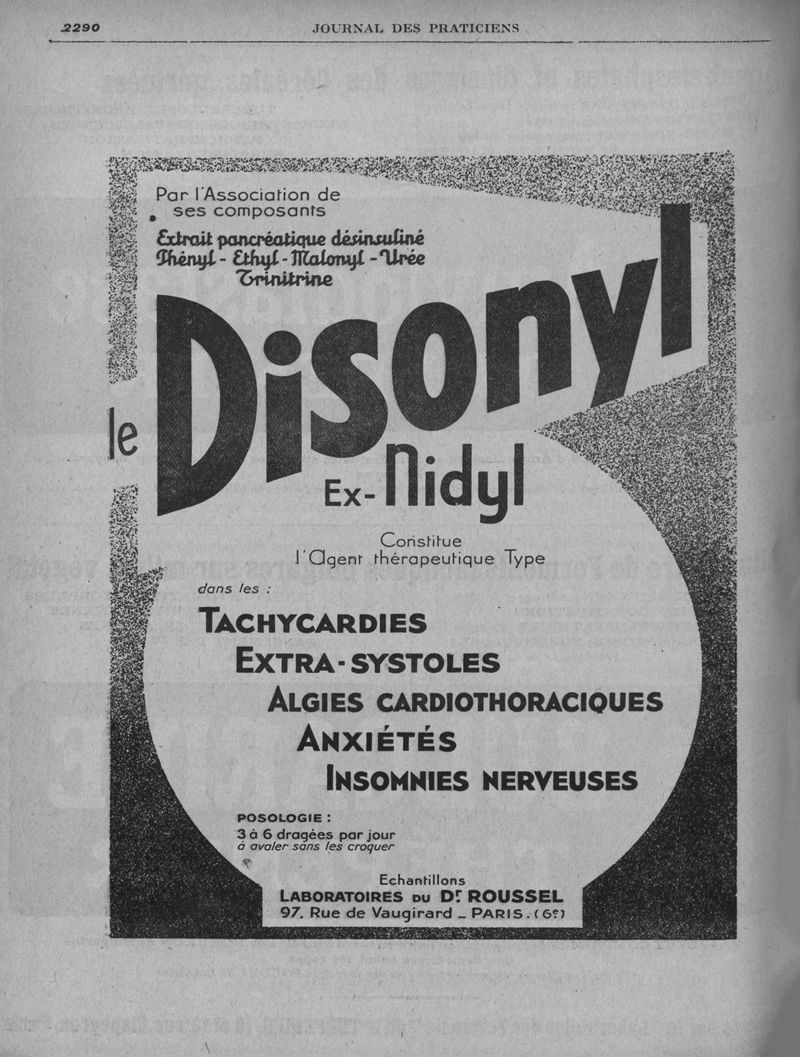 2290
JOURNAL DES PRATICIENS
Par l'Association de
ses composants
Extrait pancréatique désinsuliné
Phényl - Ethyl - Malonyl - Urée
Trinitrine
le Disonyl
Ex-Nidyl
Constitue
l'Agent thérapeutique Type
dans les :
TACHYCARDIES
EXTRA-SYSTOLES
ALGIES CARDIOTHORACIQUES
ANXIÉTÉS
INSOMNIES NERVEUSES
POSOLOGIE :
3 à 6 dragées par jour
à avaler sans les croquer
Echantillons
LABORATOIRES DU Dr ROUSSEL
97, Rue de Vaugirard _ PARIS. (6e)